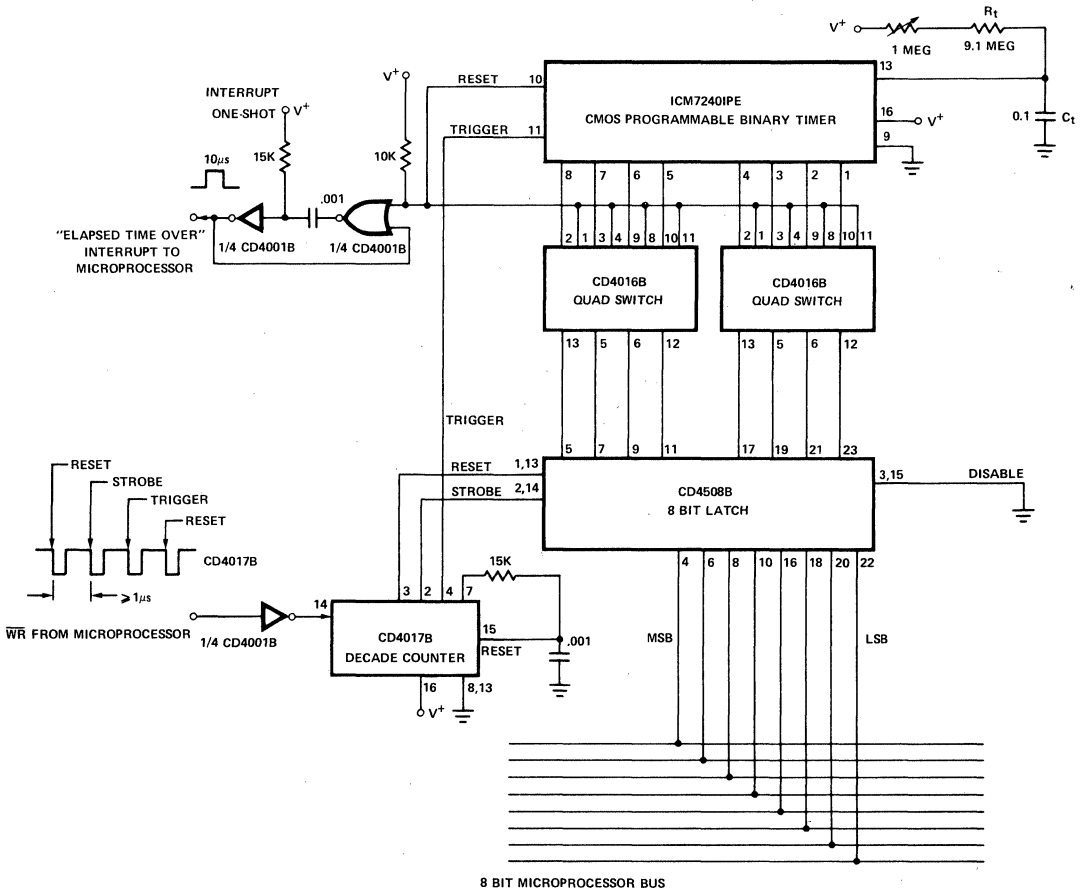 V+
1 MEG
Rt
9.1 MEG
13
0.1
Ct
16
V+
9
RESET
10
TRIGGER
11
ICM7240IPE
CMOS PROGRAMMABLE BINARY TIMER
8
7
6
5
4
3
2
1
INTERRUPT
ONE-SHOT
V+
15K
V+
10K
10μs
.001
1/4 CD4001B
1/4 CD4001B
"ELAPSED TIME OVER"
INTERRUPT TO
MICROPROCESSOR
2
1
3
4
9
8
10
11
2
1
3
4
9
8
10
11
CD4016B
QUAD SWITCH
CD4016B
QUAD SWITCH
13
5
6
12
13
5
6
12
TRIGGER
5
7
9
11
17
19
21
23
RESET
1,13
STROBE
2,14
CD4508B
8 BIT LATCH
3,15
DISABLE
4
6
8
10
16
18
20
22
MSB
LSB
RESET
STROBE
TRIGGER
RESET
CD4017B
⩾ 1μs
WR FROM MICROPROCESSOR
1/4 CD4001B
14
3
2
4
7
15K
CD4017B
DECADE COUNTER
15
RESET
.001
16
8,13
V+
8 BIT MICROPROCESSOR BUS